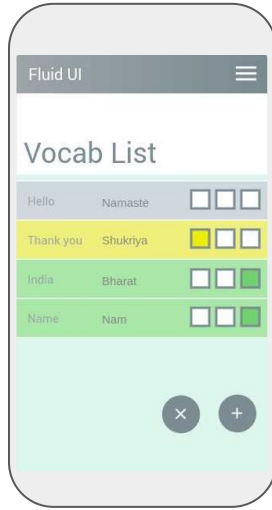 Fluid UI
Vocab List
Hello Namaste
Thank you Shukriya
India Bharat
Name Nam
× +